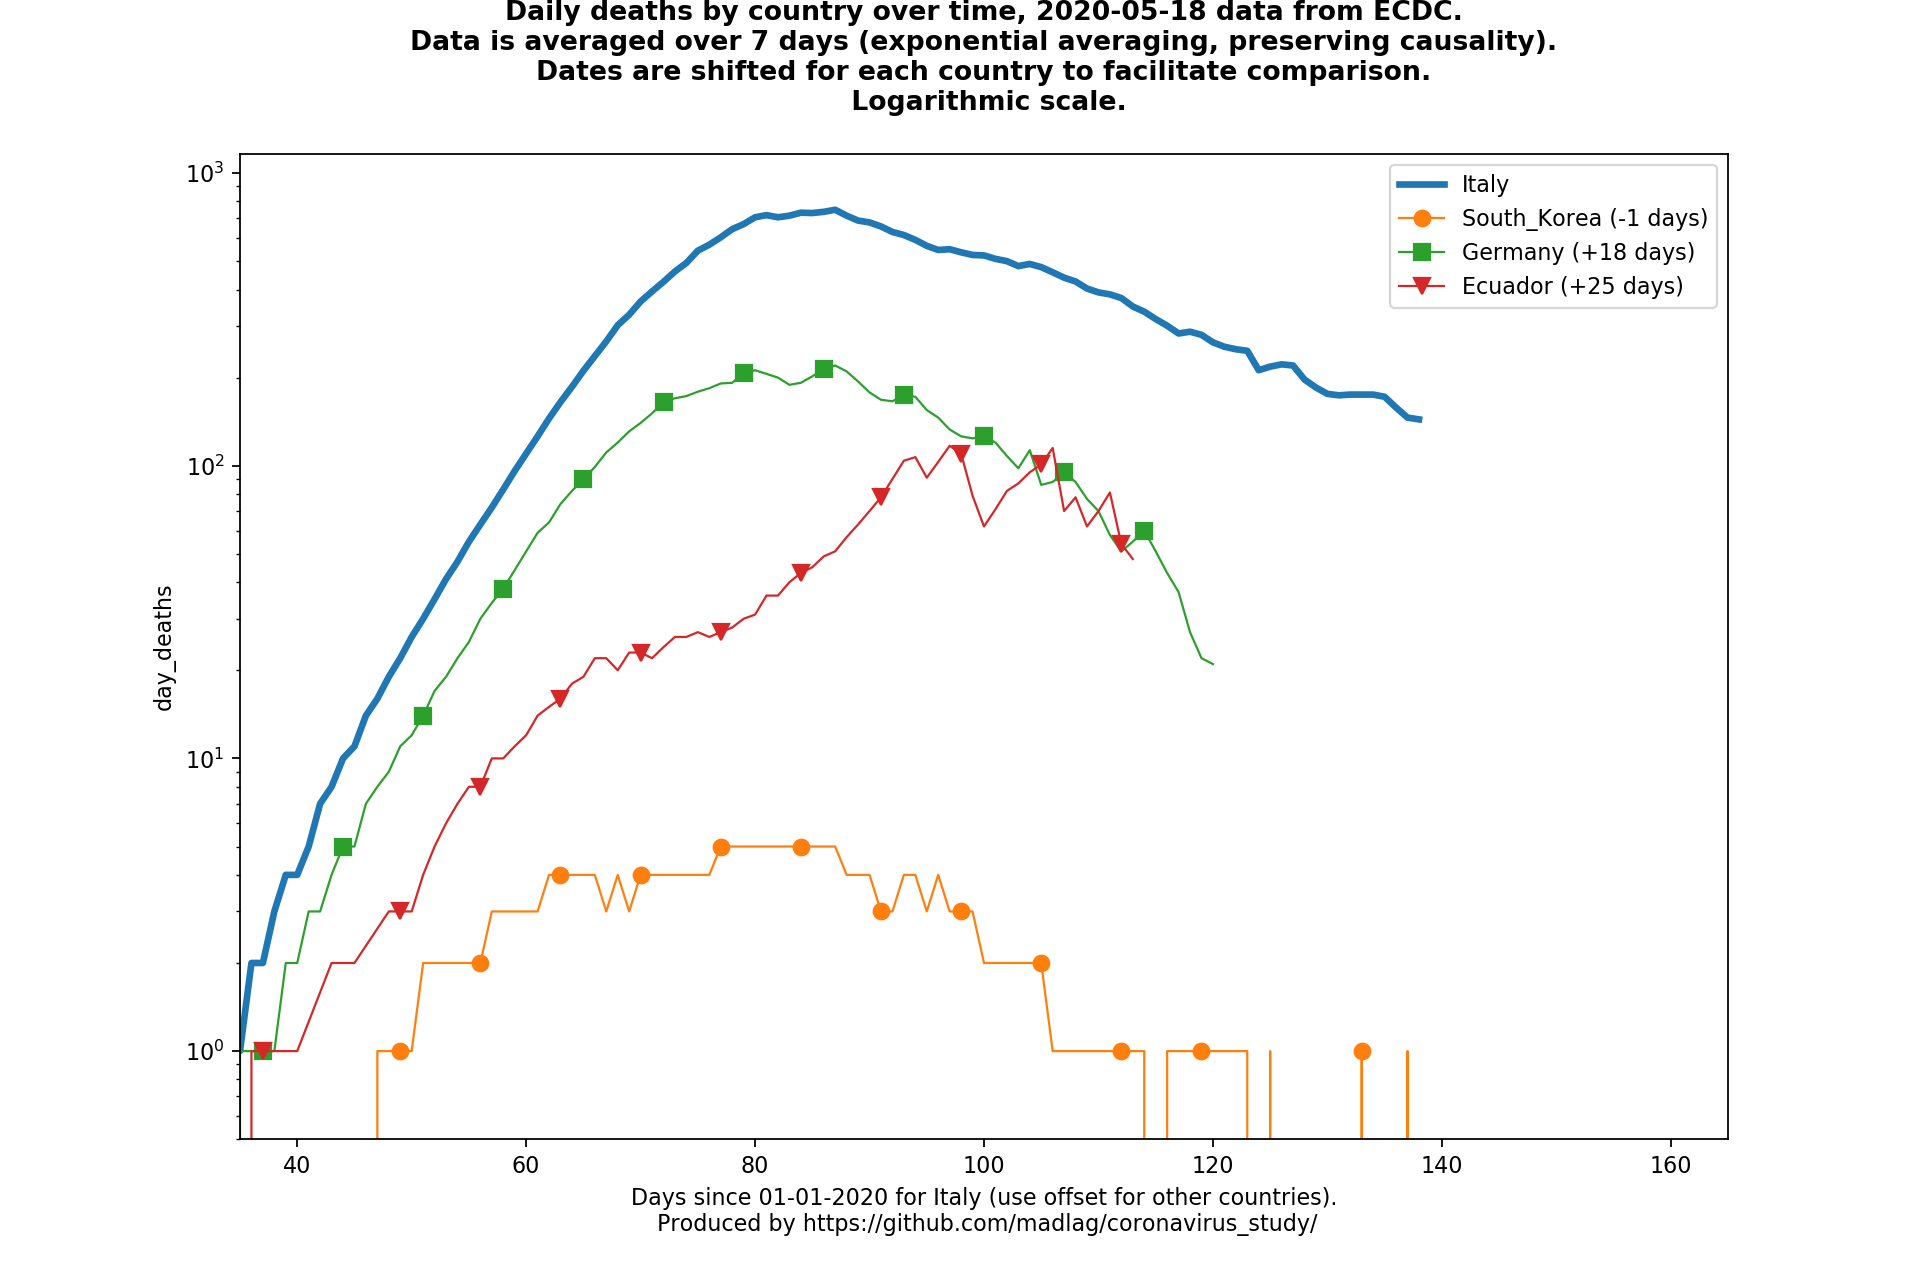 Daily deaths by country over time, 2020-05-18 data from ECDC.
Data is averaged over 7 days (exponential averaging, preserving causality).
Dates are shifted for each country to facilitate comparison.
Logarithmic scale.
10³
10²
10¹
10⁰
day_deaths
Italy
South_Korea (-1 days)
Germany (+18 days)
Ecuador (+25 days)
40 60 80 100 120 140 160
Days since 01-01-2020 for Italy (use offset for other countries).
Produced by https://github.com/madlag/coronavirus_study/